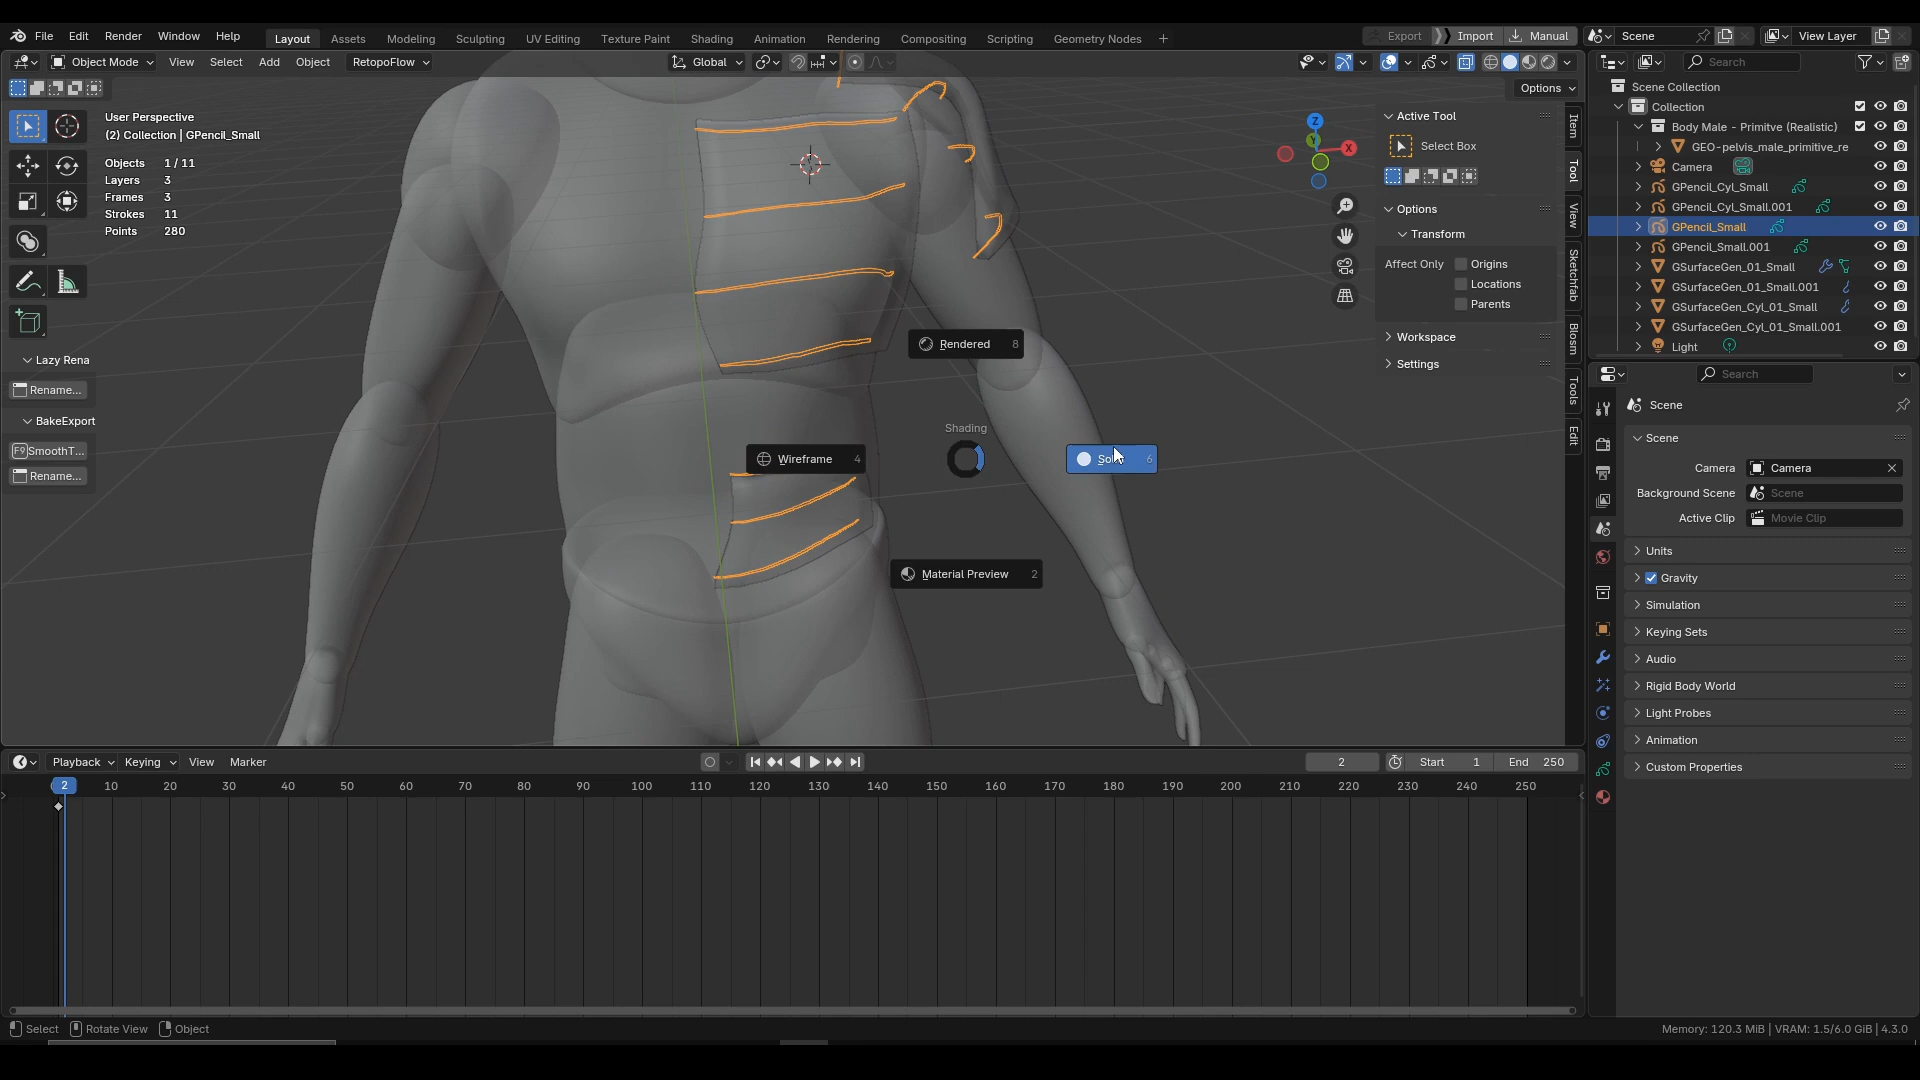 File Edit Render Window Help Layout Assets Modeling Sculpting UV Editing Texture Paint Shading Animation Rendering Compositing Scripting Geometry Nodes + Export Import Manual Scene View Layer
Object Mode View Select Add Object RetopoFlow Global Search
Options
User Perspective
(2) Collection | GPencil_Small
Objects 1 / 11
Layers 3
Frames 3
Strokes 11
Points 280
Lazy Rena
Rename...
BakeExport
F9 SmoothT...
Rename...
Z
Y
X
Active Tool
Select Box
Options
Transform
Affect Only Origins
Locations
Parents
Workspace
Settings
Item
Tool
View
Sketchfab
Blosm
Tools
Edit
Rendered 8
Shading
Wireframe 4
So 6
Material Preview 2
Scene Collection
Collection
Body Male - Primitve (Realistic)
GEO-pelvis_male_primitive_re
Camera
GPencil_Cyl_Small
GPencil_Cyl_Small.001
GPencil_Small
GPencil_Small.001
GSurfaceGen_01_Small
GSurfaceGen_01_Small.001
GSurfaceGen_Cyl_01_Small
GSurfaceGen_Cyl_01_Small.001
Light
Search
Scene
Scene
Camera Camera
Background Scene Scene
Active Clip Movie Clip
Units
Gravity
Simulation
Keying Sets
Audio
Rigid Body World
Light Probes
Animation
Custom Properties
Playback Keying View Marker 2 Start 1 End 250
2 10 20 30 40 50 60 70 80 90 100 110 120 130 140 150 160 170 180 190 200 210 220 230 240 250
Select Rotate View Object Memory: 120.3 MiB | VRAM: 1.5/6.0 GiB | 4.3.0